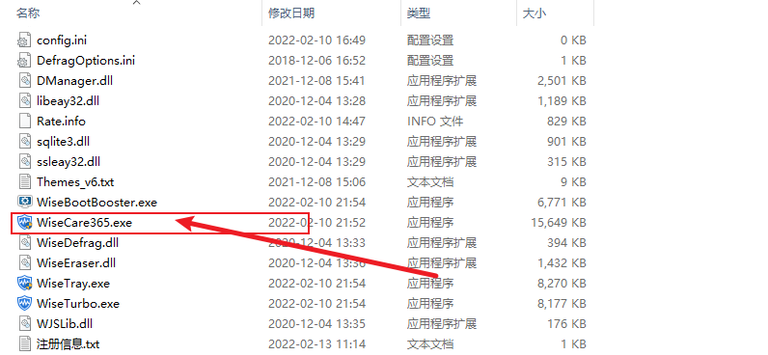 名称 修改日期 类型 大小
config.ini 2022-02-10 16:49 配置设置 0 KB
DefragOptions.ini 2018-12-06 16:52 配置设置 1 KB
DManager.dll 2021-12-08 15:41 应用程序扩展 2,501 KB
libeay32.dll 2020-12-04 13:28 应用程序扩展 1,189 KB
Rate.info 2022-02-10 14:47 INFO 文件 829 KB
sqlite3.dll 2020-12-04 13:29 应用程序扩展 901 KB
ssleay32.dll 2020-12-04 13:29 应用程序扩展 315 KB
Themes_v6.txt 2021-12-08 15:06 文本文档 9 KB
WiseBootBooster.exe 2022-02-10 21:54 应用程序 6,771 KB
WiseCare365.exe 2022-02-10 21:52 应用程序 15,649 KB
WiseDefrag.dll 2020-12-04 13:33 应用程序扩展 394 KB
WiseEraser.dll 2020-12-04 13:36 应用程序扩展 1,432 KB
WiseTray.exe 2022-02-10 21:54 应用程序 8,270 KB
WiseTurbo.exe 2022-02-10 21:54 应用程序 8,177 KB
WJSLib.dll 2020-12-04 13:35 应用程序扩展 176 KB
注册信息.txt 2022-02-13 11:14 文本文档 1 KB